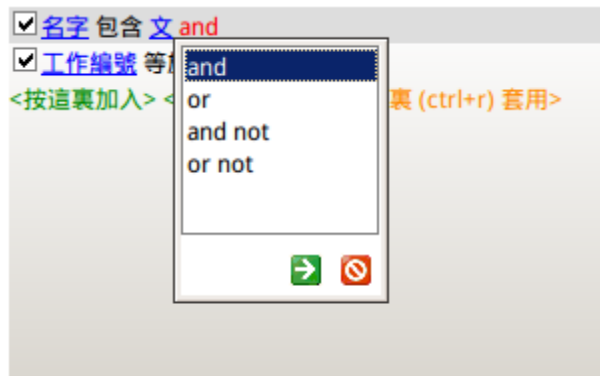 名字 包含 文 and
工作編號 等
<按這裏加入> < 裏 (ctrl+r) 套用>
and
or
and not
or not